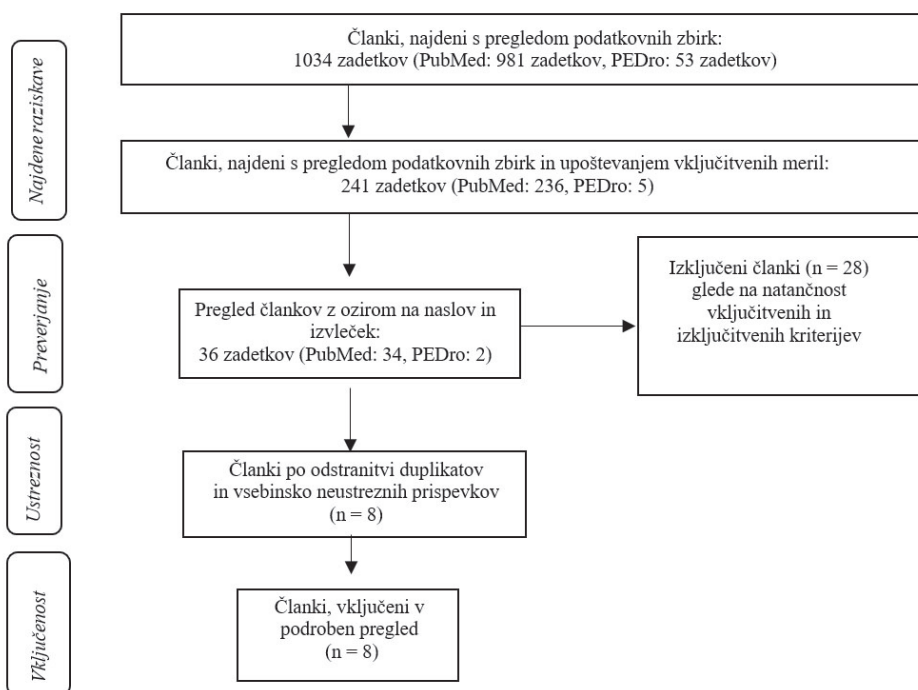 Najdene raziskave
Članki, najdeni s pregledom podatkovnih zbirk:
1034 zadetkov (PubMed: 981 zadetkov, PEDro: 53 zadetkov)
Članki, najdeni s pregledom podatkovnih zbirk in upoštevanjem vključitvenih meril:
241 zadetkov (PubMed: 236, PEDro: 5)
Preverjanje
Pregled člankov z ozirom na naslov in
izvleček:
36 zadetkov (PubMed: 34, PEDro: 2)
Izključeni članki (n = 28)
glede na natančnost
vključitvenih in
izključitvenih kriterijev
Ustreznost
Članki po odstranitvi duplikatov
in vsebinsko neustreznih prispevkov
(n = 8)
Vključenost
Članki, vključeni v
podroben pregled
(n = 8)